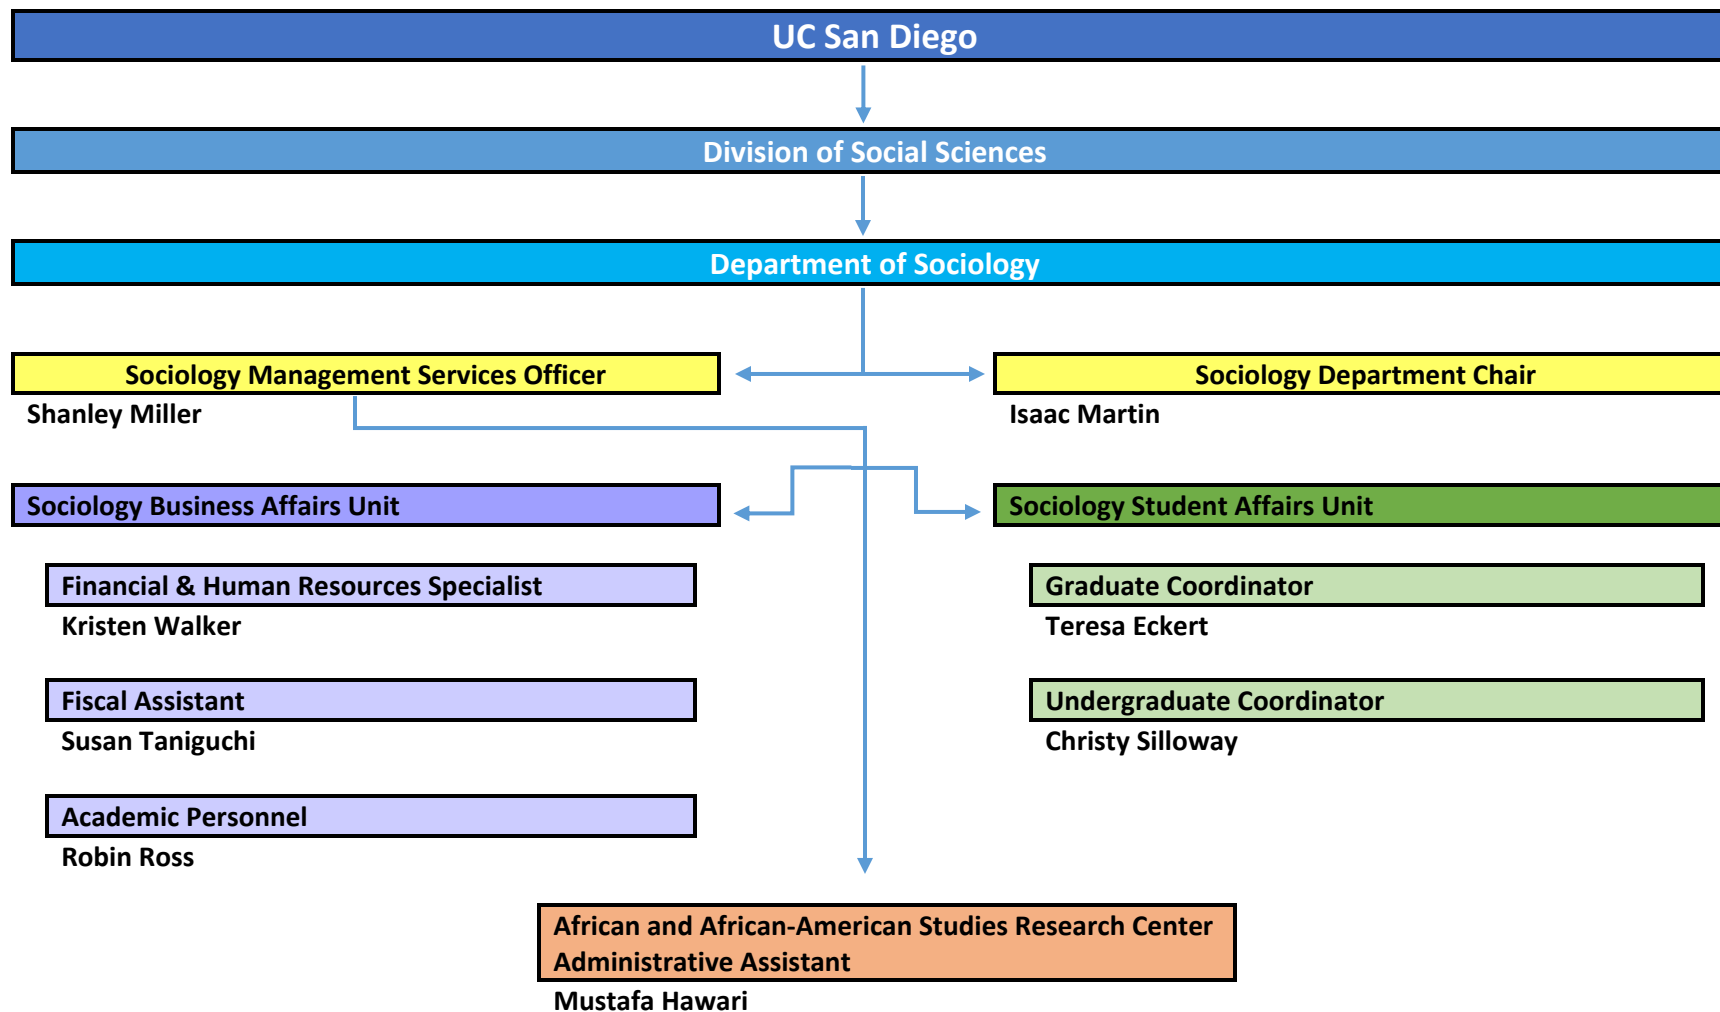 UC San Diego
Division of Social Sciences
Department of Sociology
Sociology Management Services Officer
Shanley Miller
Sociology Department Chair
Isaac Martin
Sociology Business Affairs Unit
Financial & Human Resources Specialist
Kristen Walker
Fiscal Assistant
Susan Taniguchi
Academic Personnel
Robin Ross
Sociology Student Affairs Unit
Graduate Coordinator
Teresa Eckert
Undergraduate Coordinator
Christy Silloway
African and African-American Studies Research Center
Administrative Assistant
Mustafa Hawari